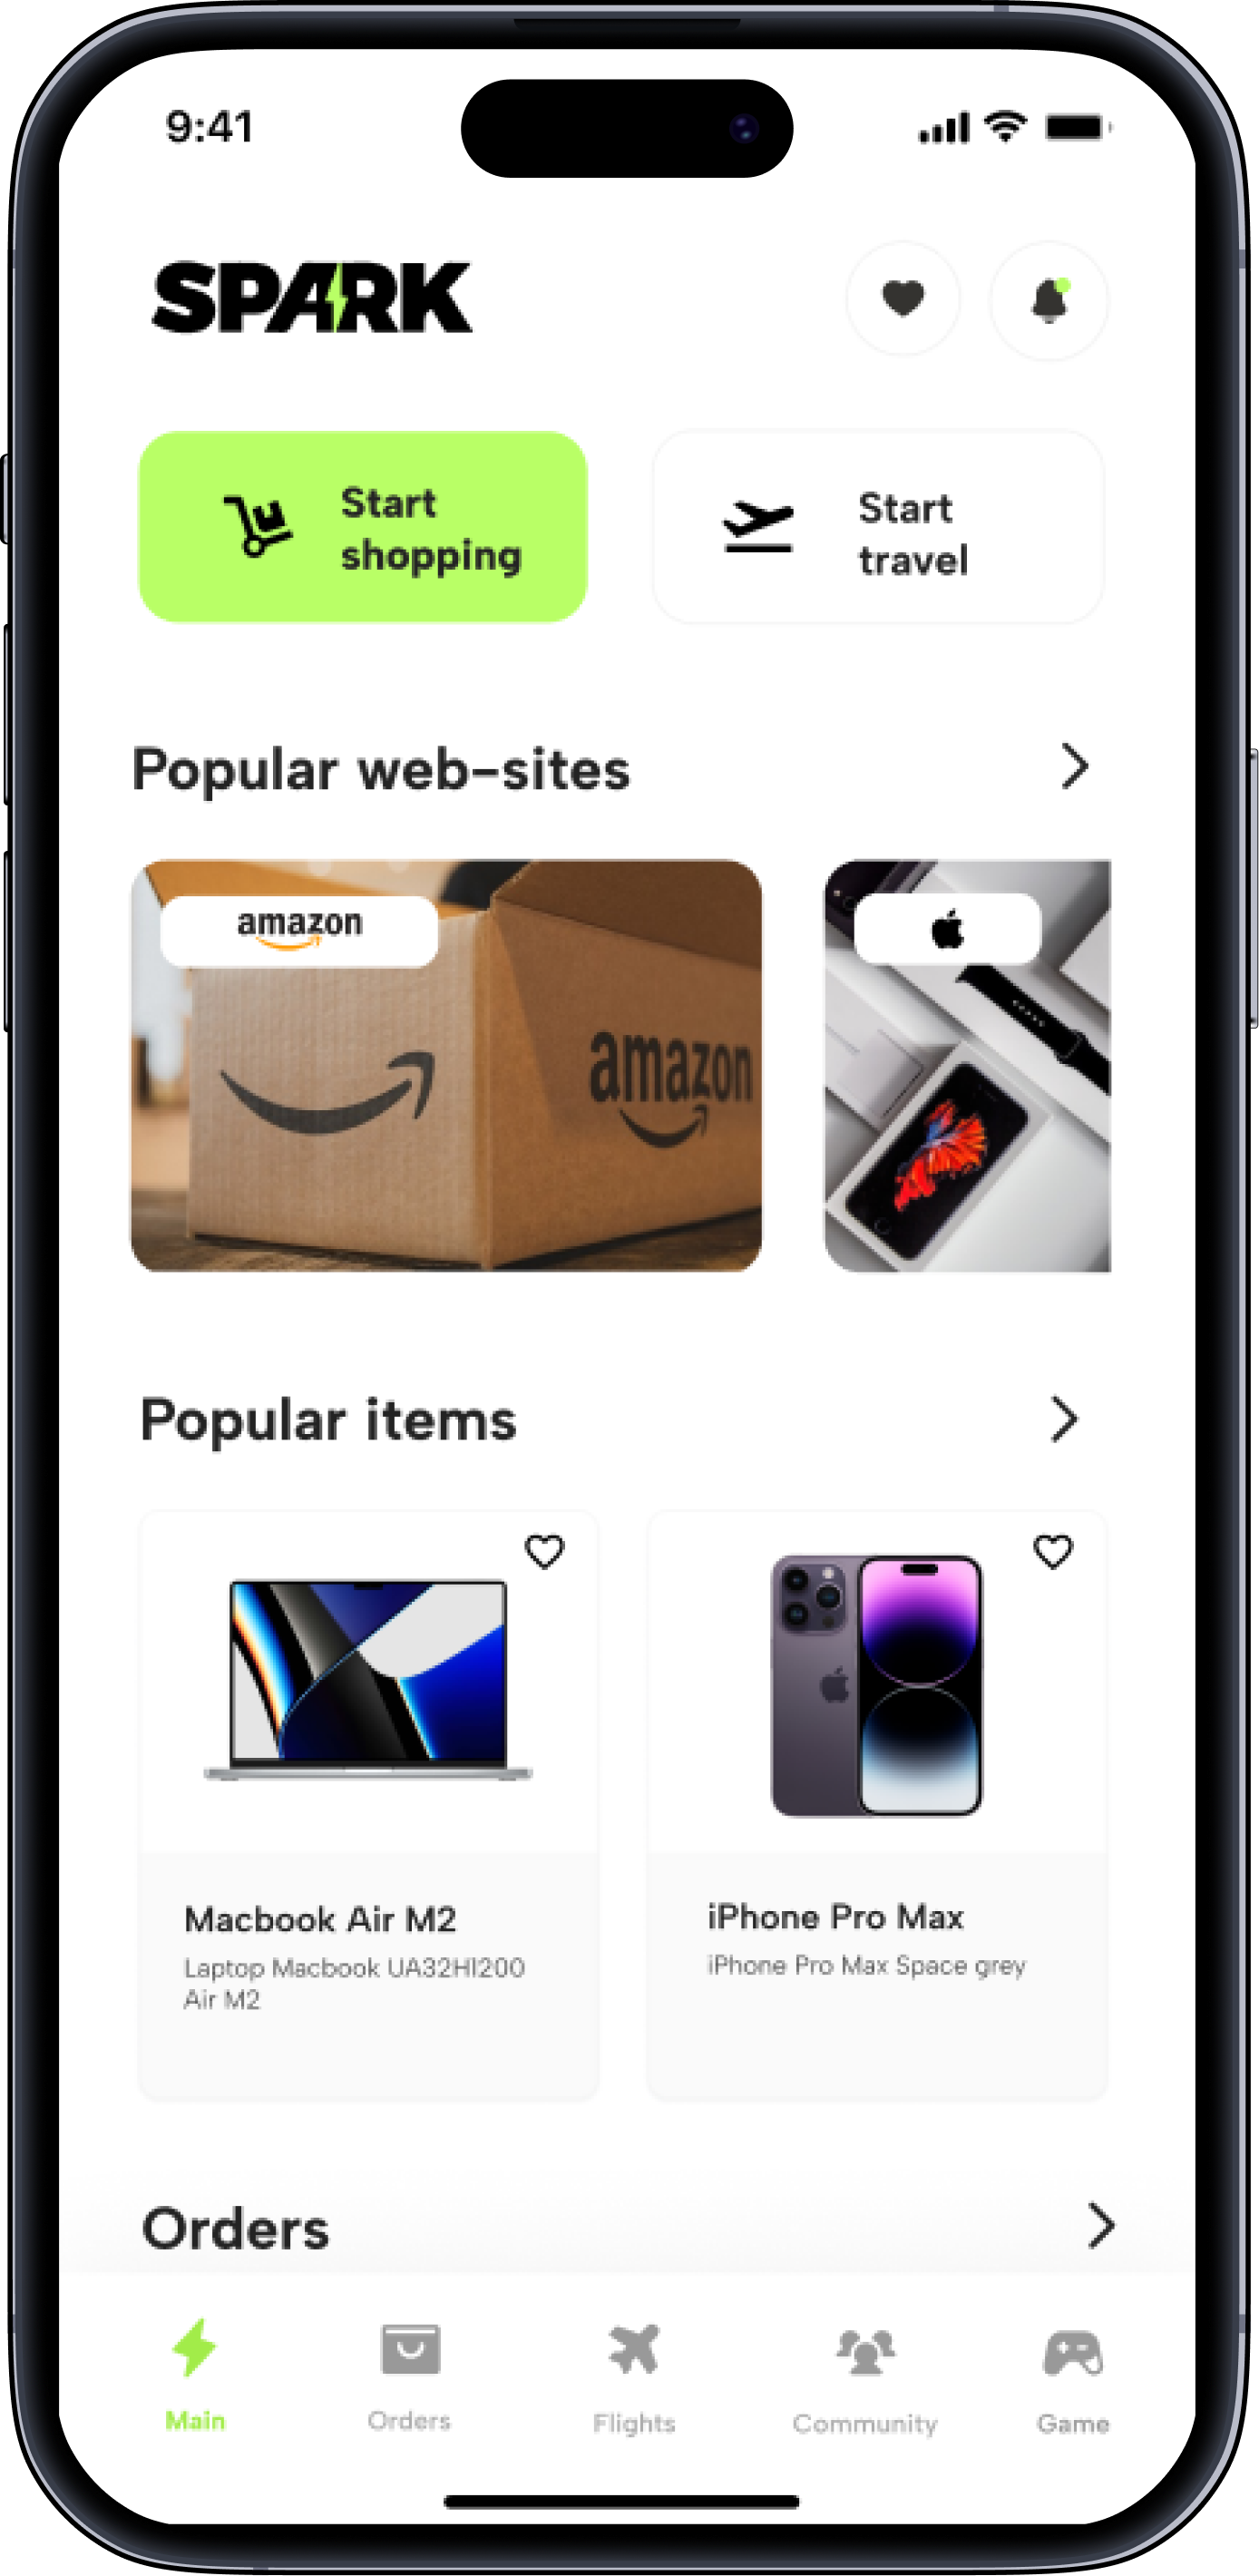 9:41
SPARK
Start
shopping
Start
travel
Popular web-sites
amazon
amazon
Popular items
Macbook Air M2
Laptop Macbook UA32H1200
Air M2
iPhone Pro Max
iPhone Pro Max Space grey
Orders
Main
Orders
Flights
Community
Game